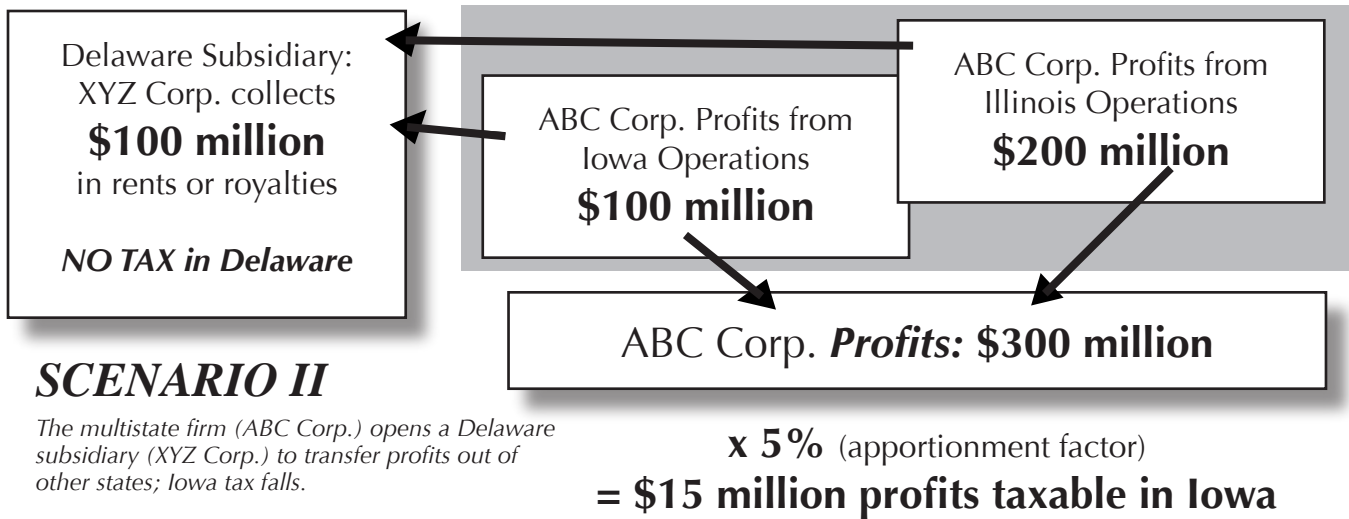 Delaware Subsidiary:
XYZ Corp. collects
$100 million
in rents or royalties
NO TAX in Delaware
ABC Corp. Profits from
Iowa Operations
$100 million
ABC Corp. Profits from
Illinois Operations
$200 million
ABC Corp. Profits: $300 million
SCENARIO II
The multistate firm (ABC Corp.) opens a Delaware
subsidiary (XYZ Corp.) to transfer profits out of
other states; Iowa tax falls.
x 5% (apportionment factor)
= $15 million profits taxable in Iowa